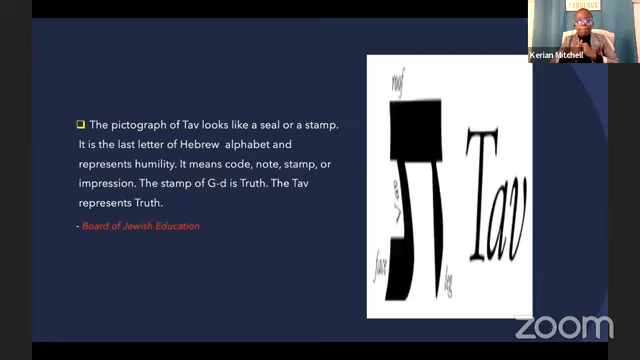 FABULOUS
Kerian Mitchell
The pictograph of Tav looks like a seal or a stamp.
It is the last letter of Hebrew alphabet and
represents humility. It means code, note, stamp, or
impression. The stamp of G-d is Truth. The Tav
represents Truth.
- Board of Jewish Education
roof
ת
Tav
face
leg
zoom